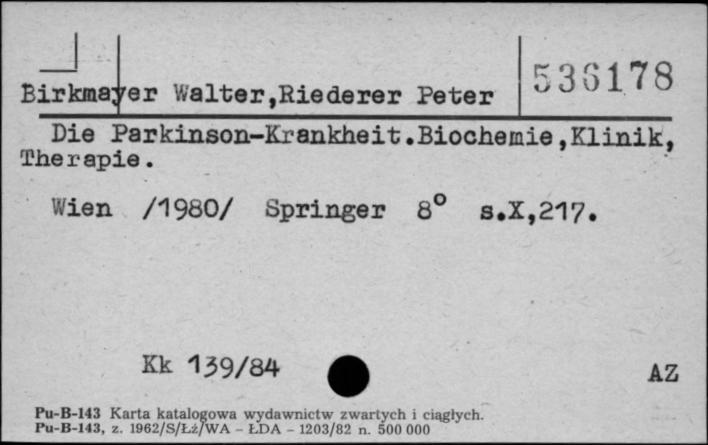 536178
Birkmayer Walter,Riederer Peter
Die Parkinson-Krankheit.Biochemie,Klinik,
Therapie.
Wien /1980/ Springer 8° s.X,217.
Kk 139/84
AZ
Pu-B-143 Karta katalogowa wydawnictw zwartych i ciągłych.
Pu-B-143, z. 1962/S/Łż/WA - ŁDA - 1203/82 n. 500 000